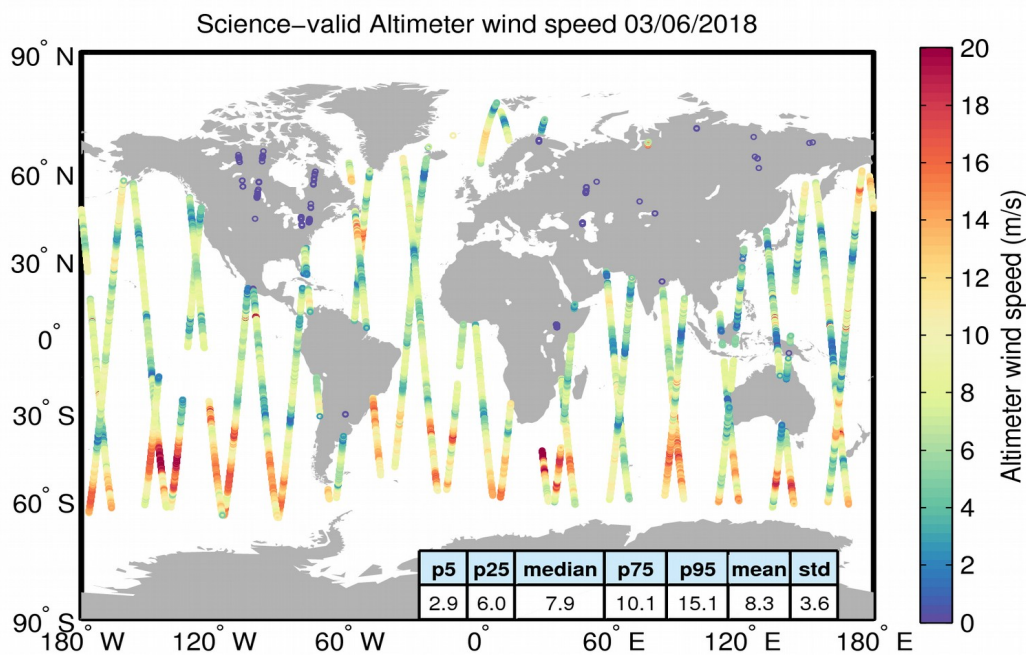 Science−valid Altimeter wind speed 03/06/2018
90° N
60° N
30° N
0°
30° S
60° S
90° S
180° W
120° W
60° W
0°
60° E
120° E
180° E
p5 p25 median p75 p95 mean std
2.9 6.0 7.9 10.1 15.1 8.3 3.6
20
18
16
14
12
10
8
6
4
2
0
Altimeter wind speed (m/s)